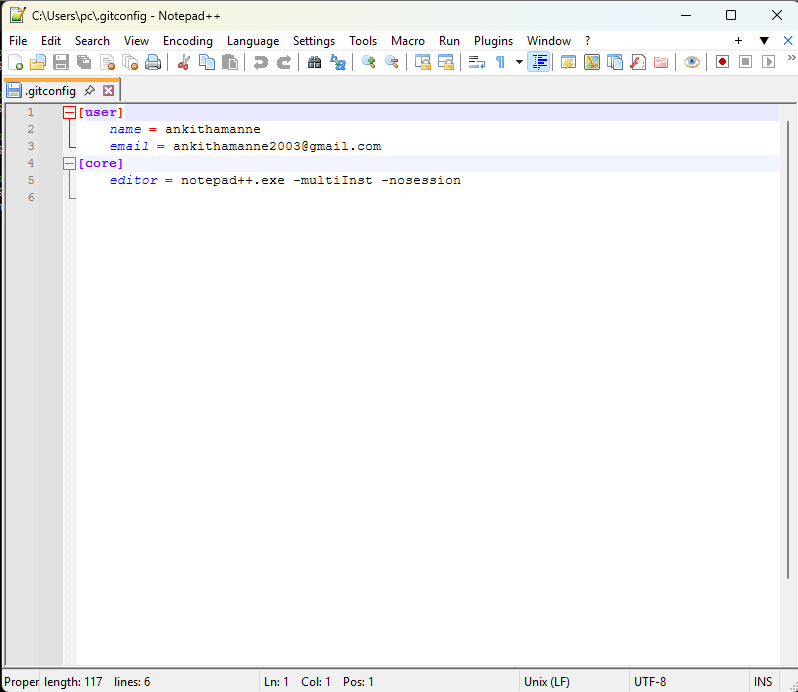 C:\Users\pc\.gitconfig - Notepad++
File Edit Search View Encoding Language Settings Tools Macro Run Plugins Window ? + ▼ ✕
.gitconfig
1 [user]
2 name = ankithamanne
3 email = ankithamanne2003@gmail.com
4 [core]
5 editor = notepad++.exe -multiInst -nosession
6
Proper length: 117 lines: 6 Ln: 1 Col: 1 Pos: 1 Unix (LF) UTF-8 INS